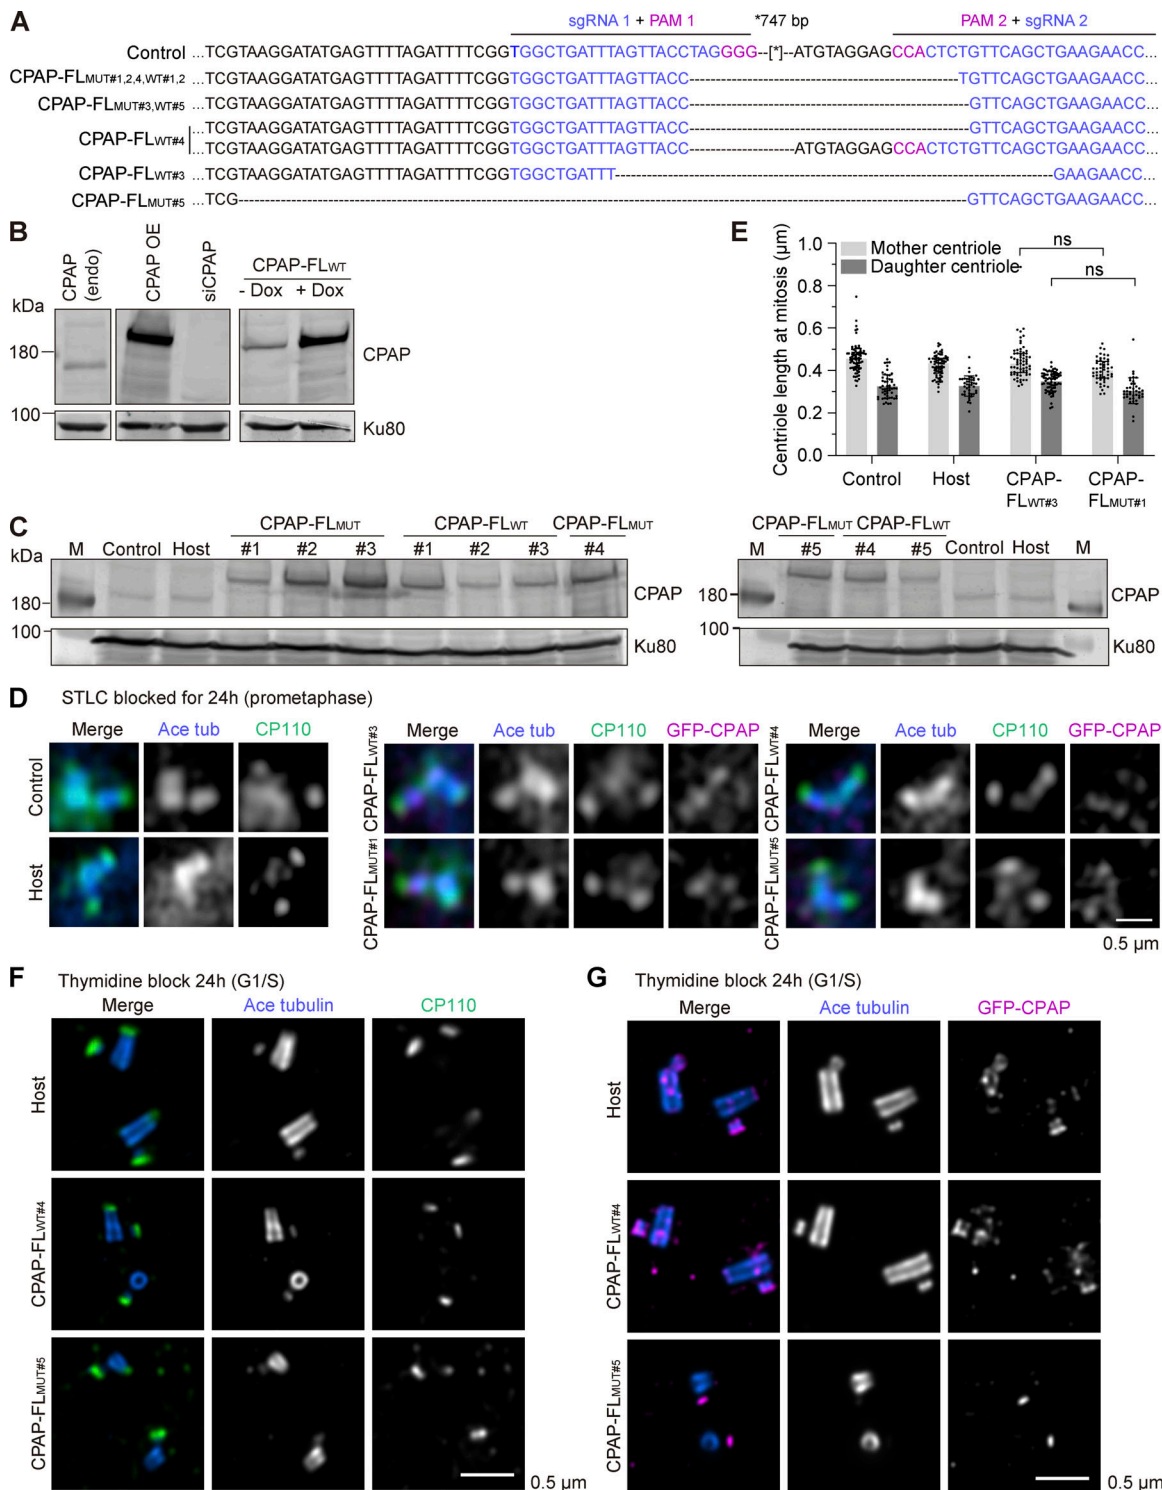 A
sgRNA 1 + PAM 1 *747 bp PAM 2 + sgRNA 2
Control ...TCGTAAGGATATGAGTTTTAGATTTTCGGTGGCTGATTTAGTTACCTAGGGG--[*]--ATGTAGGAGCCACTCTGTTCAGCTGAAGAACC...
CPAP-FLMUT#1,2,4,WT#1,2 ...TCGTAAGGATATGAGTTTTAGATTTTCGGTGGCTGATTTAGTTACC--------------------TGTTCAGCTGAAGAACC...
CPAP-FLMUT#3,WT#5 ...TCGTAAGGATATGAGTTTTAGATTTTCGGTGGCTGATTTAGTTACC--------------------GTTCAGCTGAAGAACC...
CPAP-FLWT#4 ...TCGTAAGGATATGAGTTTTAGATTTTCGGTGGCTGATTTAGTTACC--------------------GTTCAGCTGAAGAACC...
...TCGTAAGGATATGAGTTTTAGATTTTCGGTGGCTGATTTAGTTACC----------ATGTAGGAGCCACTCTGTTCAGCTGAAGAACC...
CPAP-FLWT#3 ...TCGTAAGGATATGAGTTTTAGATTTTCGGTGGCTGATTT--------------------GAAGAACC...
CPAP-FLMUT#5 ...TCG--------------------GTTCAGCTGAAGAACC...
B
CPAP (endo)
CPAP OE
siCPAP
CPAP-FLWT
- Dox + Dox
kDa
180
CPAP
100
Ku80
E
Centriole length at mitosis (µm)
1.0
0.8
0.6
0.4
0.2
0.0
Mother centriole
Daughter centriole
ns
ns
Control Host CPAP-FLWT#3 CPAP-FLMUT#1
C
CPAP-FLMUT CPAP-FLWT CPAP-FLMUT
kDa M Control Host #1 #2 #3 #1 #2 #3 #4
180
CPAP
100
Ku80
CPAP-FLMUT CPAP-FLWT
M #5 #4 #5 Control Host M
180
CPAP
100
Ku80
D STLC blocked for 24h (prometaphase)
Merge Ace tub CP110
Control
Host
Merge Ace tub CP110 GFP-CPAP
CPAP-FLWT#3
CPAP-FLMUT#1
Merge Ace tub CP110 GFP-CPAP
CPAP-FLWT#4
CPAP-FLMUT#5
0.5 µm
F Thymidine block 24h (G1/S)
Merge Ace tubulin CP110
Host
CPAP-FLWT#4
CPAP-FLMUT#5
0.5 µm
G Thymidine block 24h (G1/S)
Merge Ace tubulin GFP-CPAP
Host
CPAP-FLWT#4
CPAP-FLMUT#5
0.5 µm